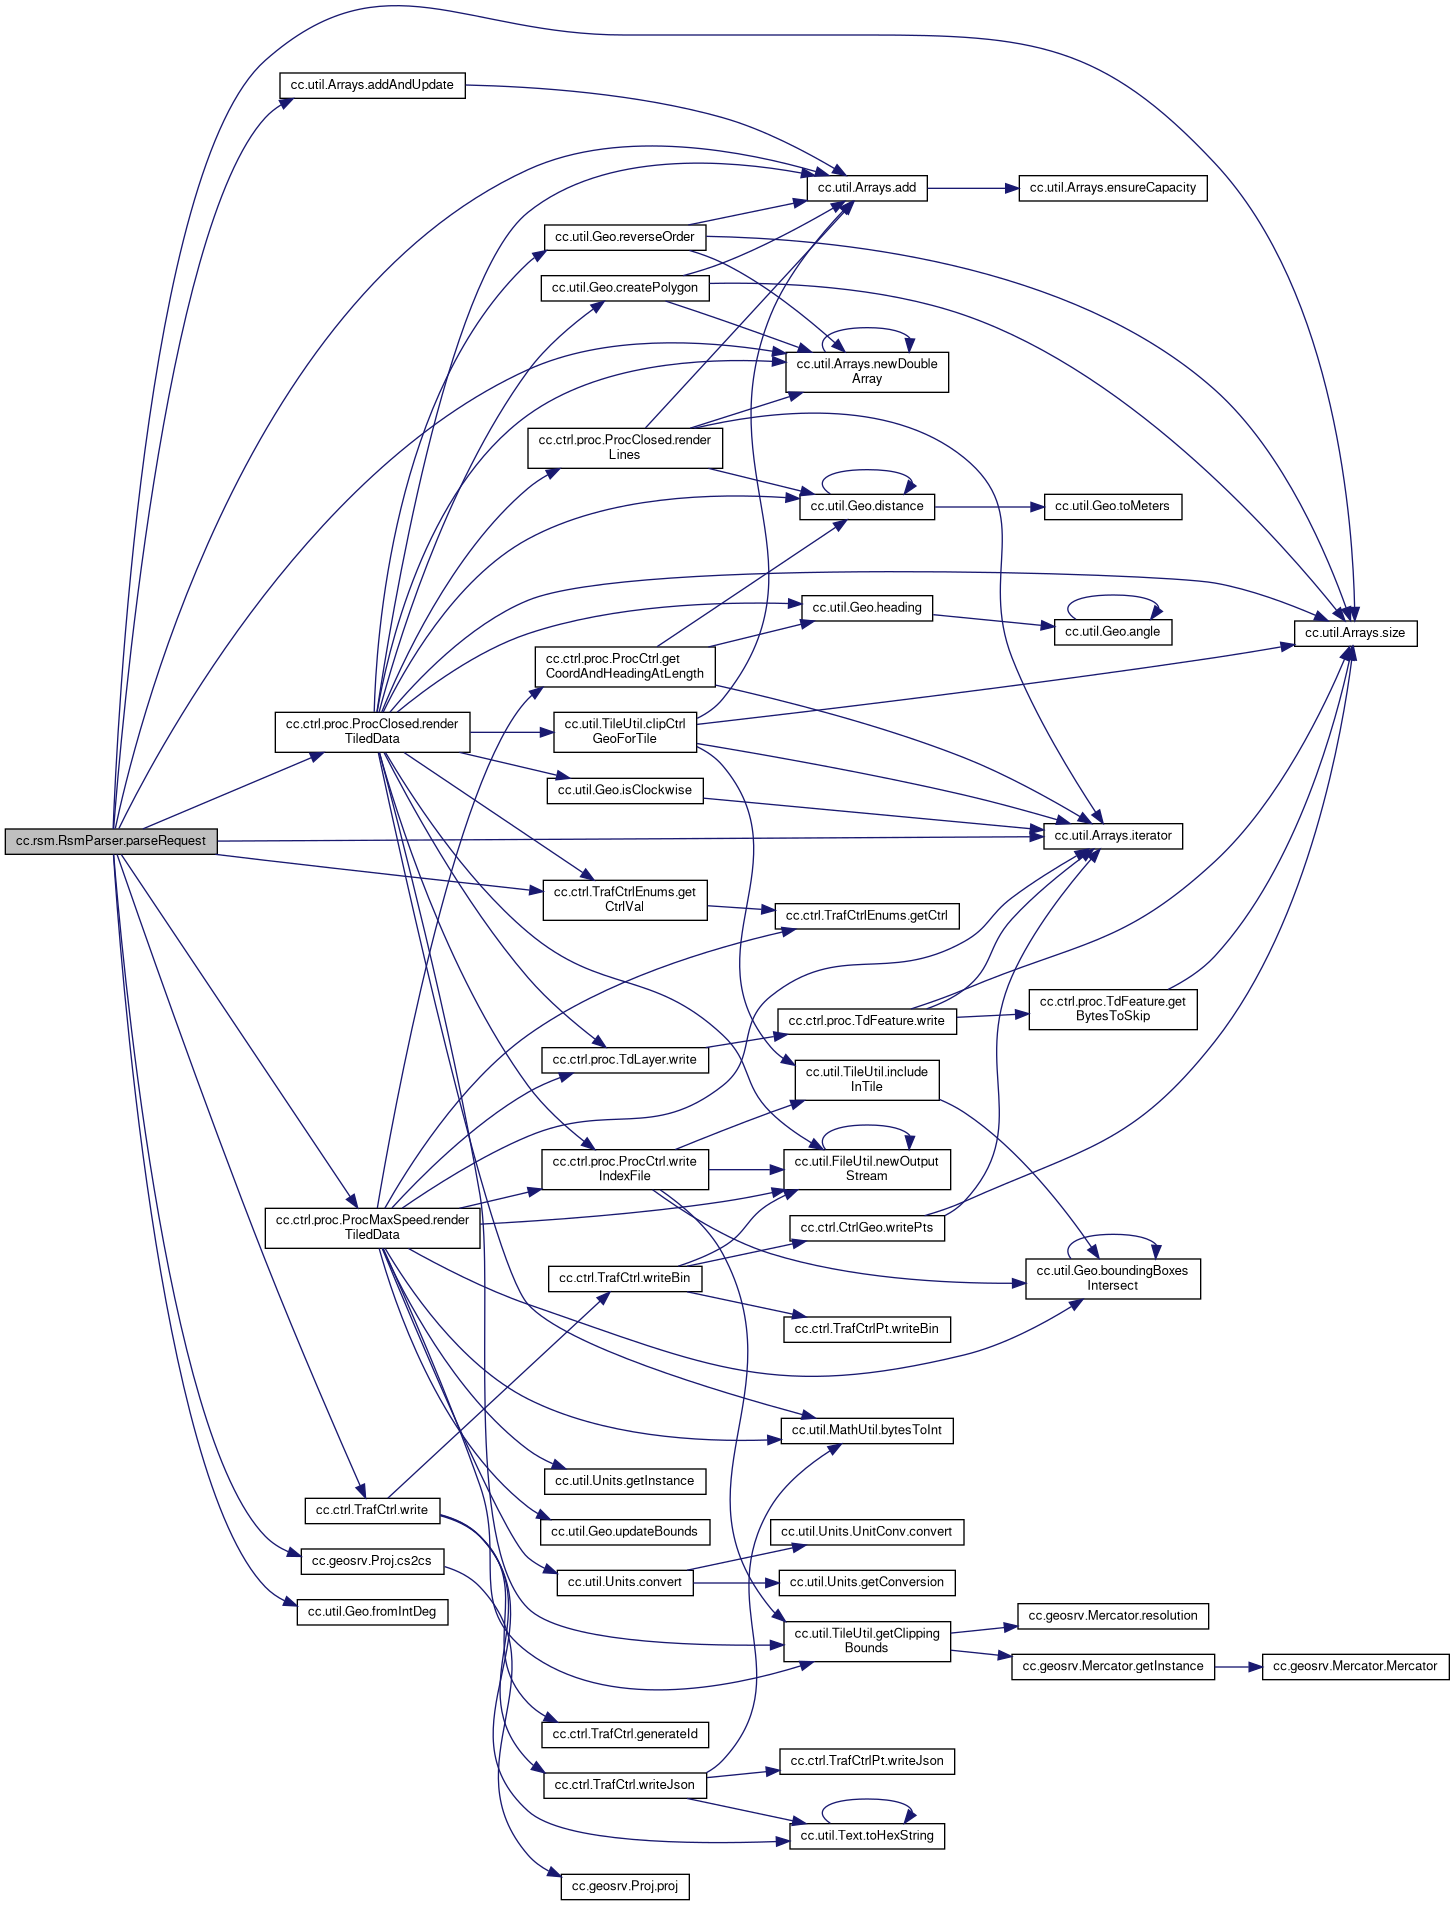 cc.util.Arrays.addAndUpdate
cc.util.Arrays.add
cc.util.Arrays.ensureCapacity
cc.util.Geo.reverseOrder
cc.util.Geo.createPolygon
cc.util.Arrays.newDouble
Array
cc.ctrl.proc.ProcClosed.render
Lines
cc.util.Geo.distance
cc.util.Geo.toMeters
cc.util.Geo.heading
cc.util.Geo.angle
cc.util.Arrays.size
cc.ctrl.proc.ProcCtrl.get
CoordAndHeadingAtLength
cc.ctrl.proc.ProcClosed.render
TiledData
cc.util.TileUtil.clipCtrl
GeoForTile
cc.util.Geo.isClockwise
cc.rsm.RsmParser.parseRequest
cc.util.Arrays.iterator
cc.ctrl.TrafCtrlEnums.get
CtrlVal
cc.ctrl.TrafCtrlEnums.getCtrl
cc.ctrl.proc.TdFeature.get
BytesToSkip
cc.ctrl.proc.TdFeature.write
cc.ctrl.proc.TdLayer.write
cc.util.TileUtil.include
InTile
cc.ctrl.proc.ProcCtrl.write
IndexFile
cc.util.FileUtil.newOutput
Stream
cc.ctrl.proc.ProcMaxSpeed.render
TiledData
cc.ctrl.CtrlGeo.writePts
cc.ctrl.TrafCtrl.writeBin
cc.util.Geo.boundingBoxes
Intersect
cc.ctrl.TrafCtrlPt.writeBin
cc.util.MathUtil.bytesToInt
cc.util.Units.getInstance
cc.ctrl.TrafCtrl.write
cc.util.Geo.updateBounds
cc.util.Units.UnitConv.convert
cc.geosrv.Proj.cs2cs
cc.util.Units.convert
cc.util.Units.getConversion
cc.util.Geo.fromIntDeg
cc.geosrv.Mercator.resolution
cc.util.TileUtil.getClipping
Bounds
cc.geosrv.Mercator.getInstance
cc.geosrv.Mercator.Mercator
cc.ctrl.TrafCtrl.generateId
cc.ctrl.TrafCtrlPt.writeJson
cc.ctrl.TrafCtrl.writeJson
cc.util.Text.toHexString
cc.geosrv.Proj.proj